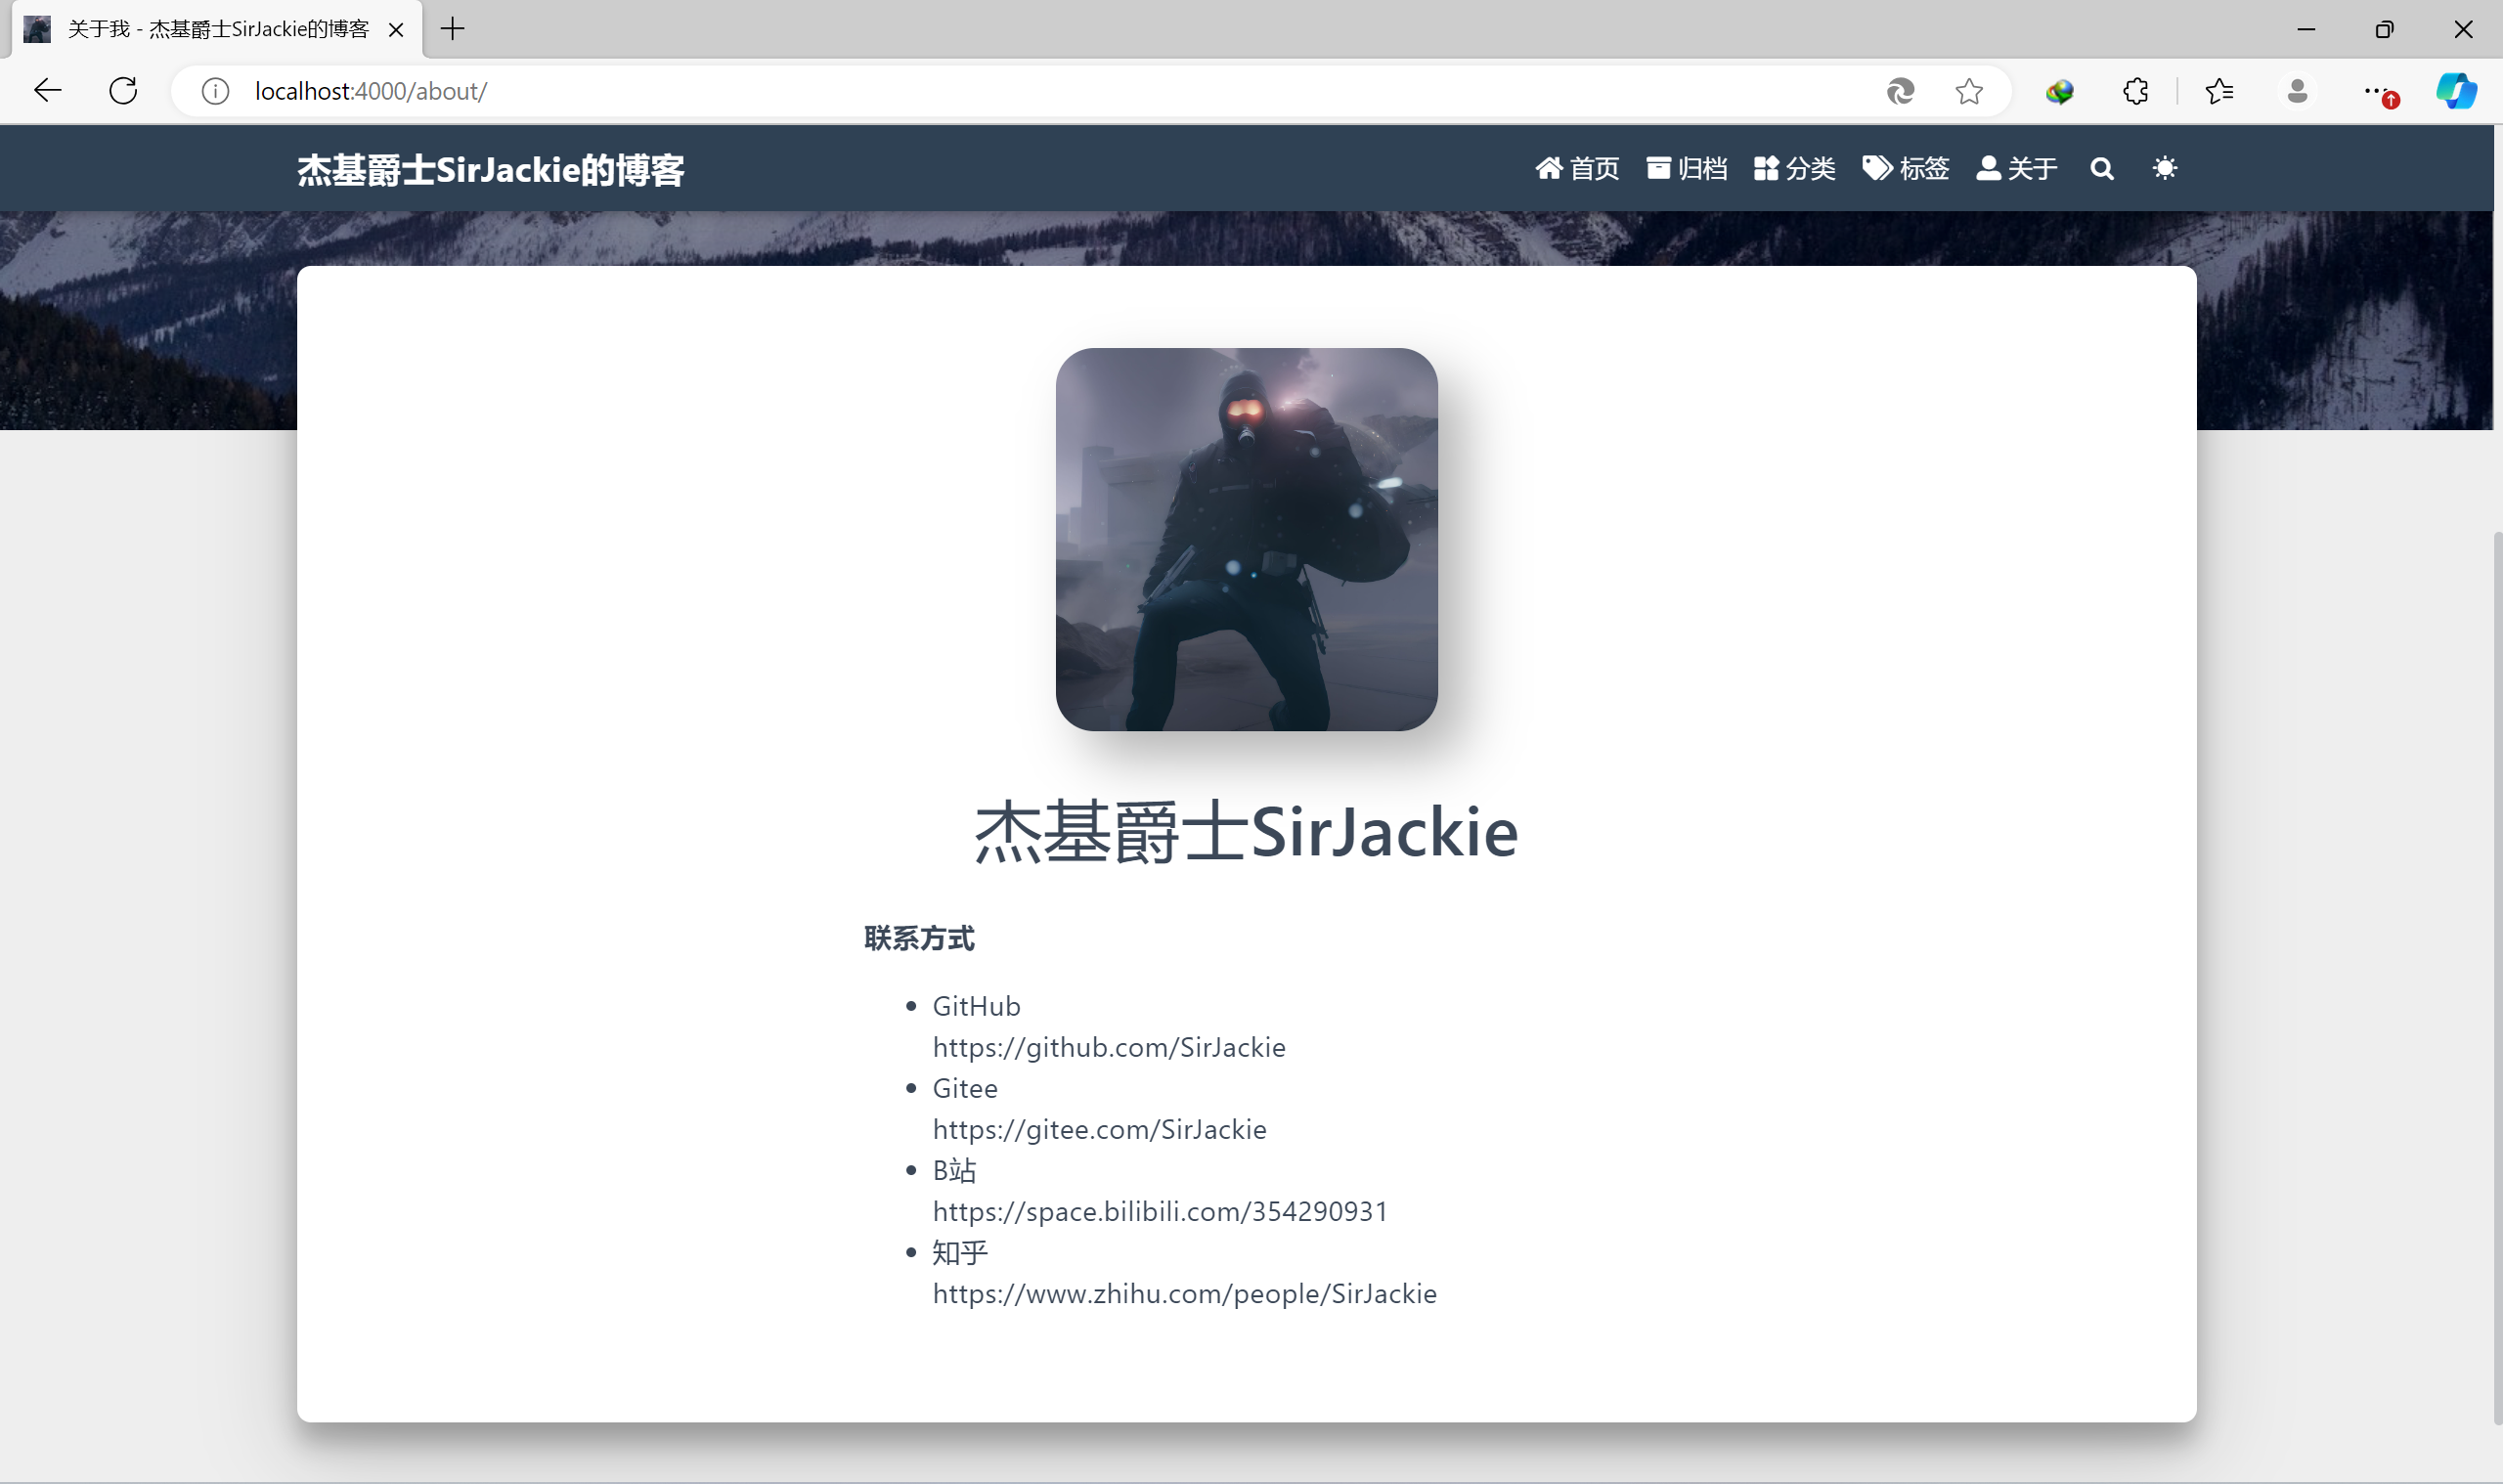 关于我 - 杰基爵士SirJackie的博客
localhost:4000/about/
杰基爵士SirJackie的博客
首页 归档 分类 标签 关于
杰基爵士SirJackie
联系方式
GitHub
https://github.com/SirJackie
Gitee
https://gitee.com/SirJackie
B站
https://space.bilibili.com/354290931
知乎
https://www.zhihu.com/people/SirJackie